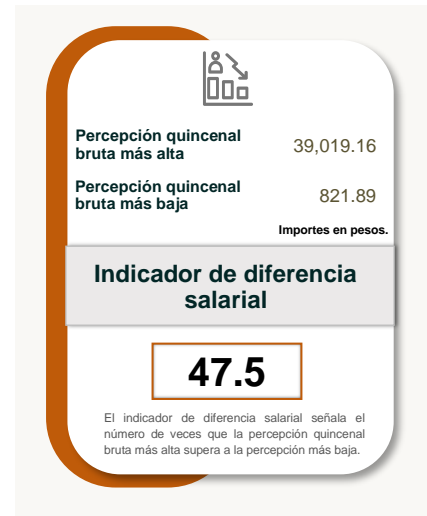 Percepción quincenal
bruta más alta
39,019.16
Percepción quincenal
bruta más baja
821.89
Importes en pesos.
Indicador de diferencia
salarial
47.5
El indicador de diferencia salarial señala el
número de veces que la percepción quincenal
bruta más alta supera a la percepción más baja.